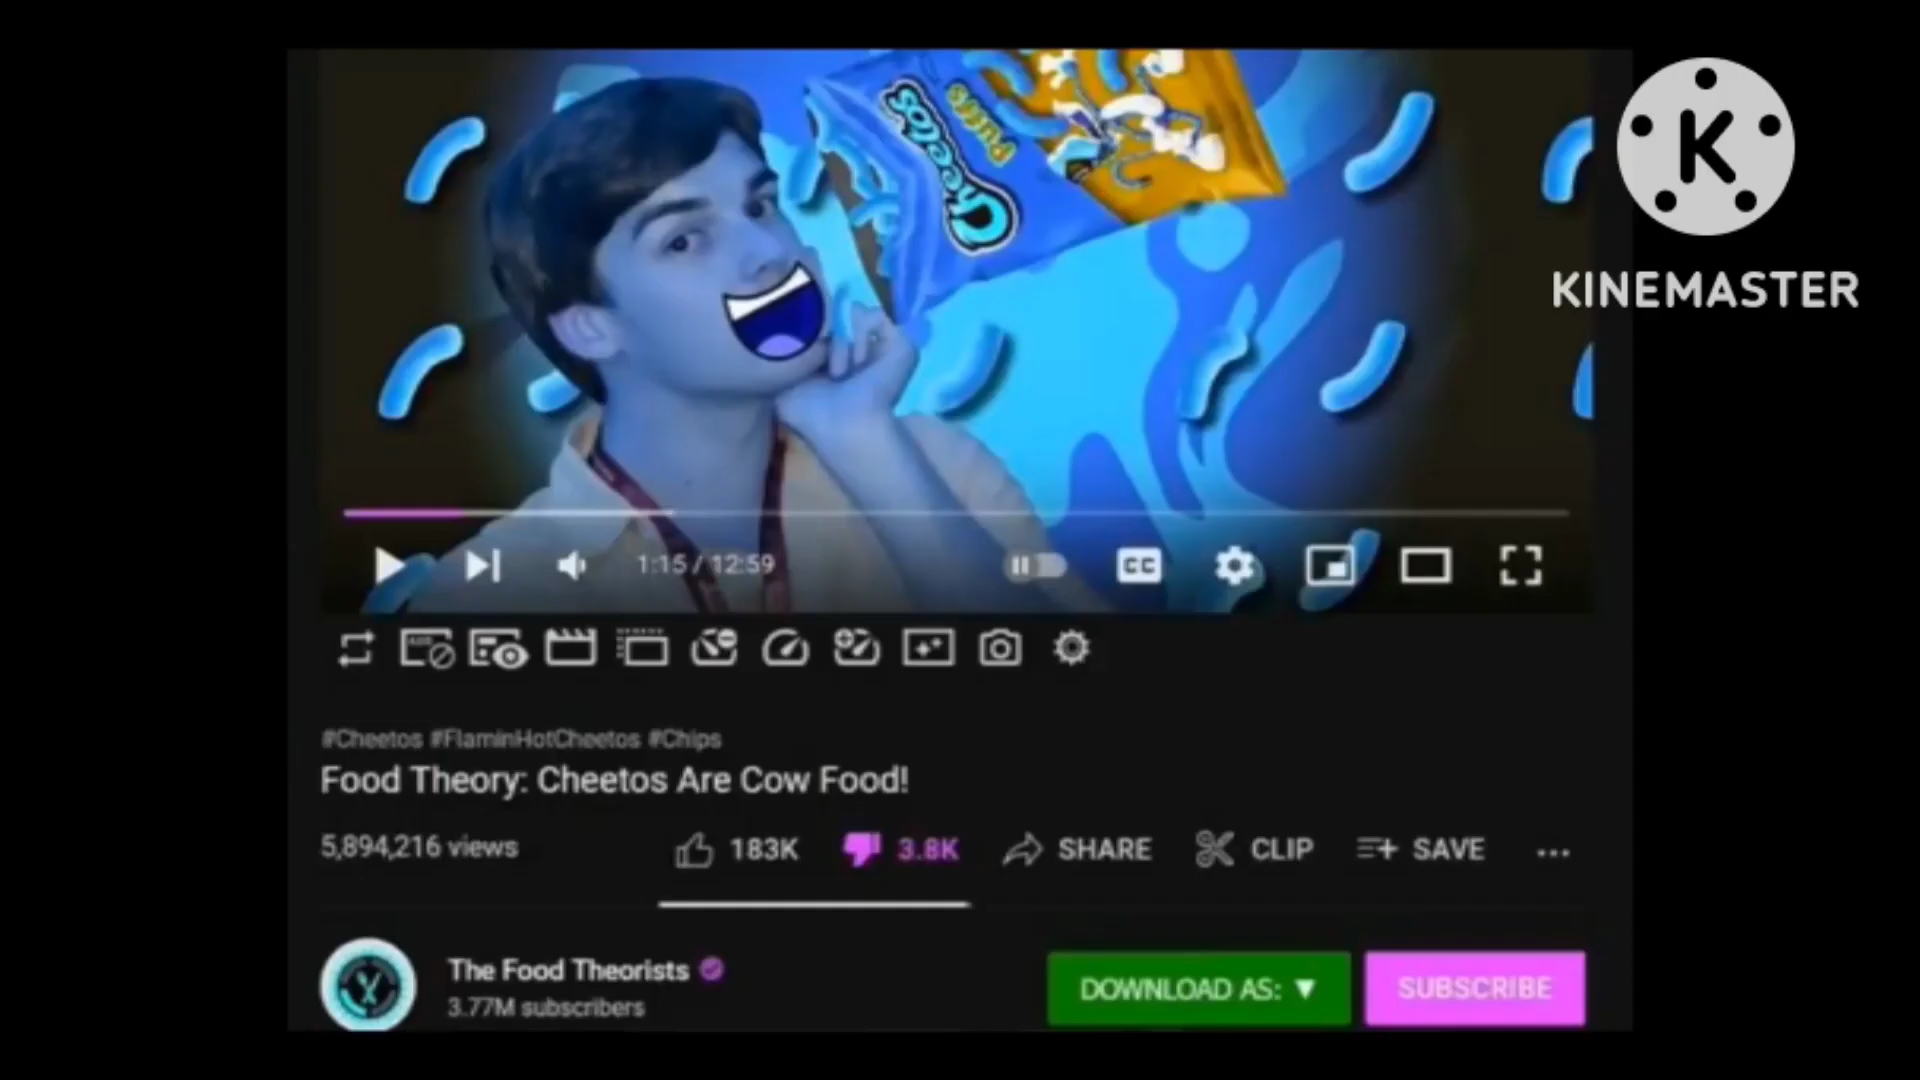 Cheetos
Puffs
K
KINEMASTER
1:15 / 12:59
CC
#Cheetos #FlaminHotCheetos #Chips
Food Theory: Cheetos Are Cow Food!
5,894,216 views
183K
3.8K
SHARE
CLIP
SAVE
The Food Theorists
3.77M subscribers
DOWNLOAD AS: ▼
SUBSCRIBE